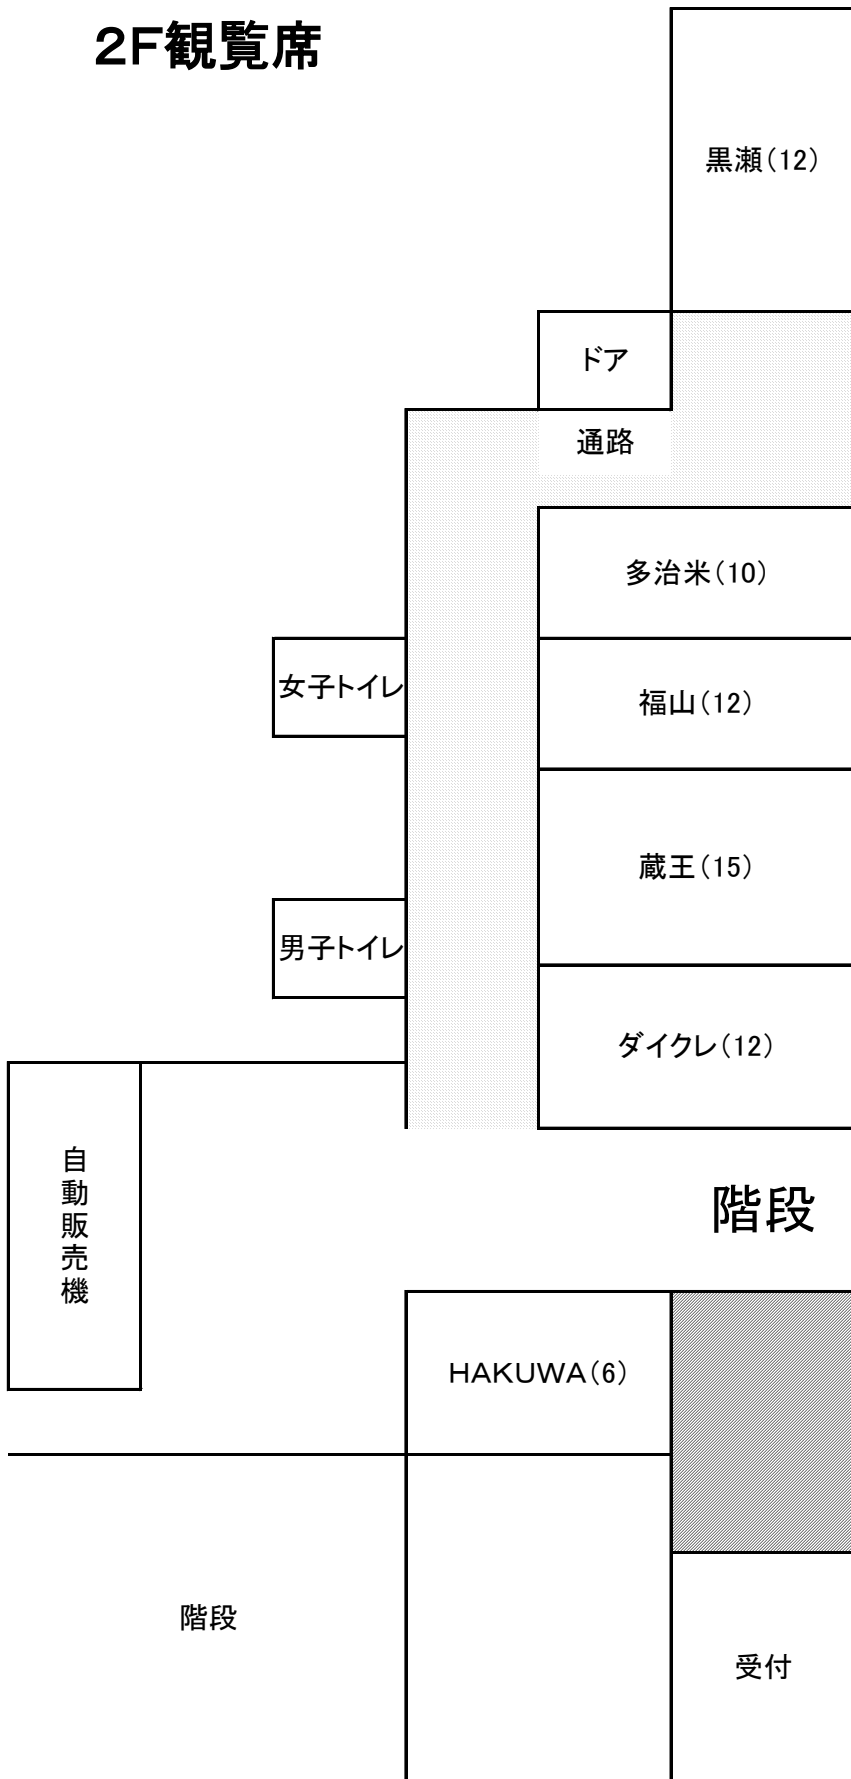 2F観覧席
黒瀬（12）
ドア
通路
多治米（10）
女子トイレ
福山（12）
蔵王（15）
男子トイレ
ダイクレ（12）
自動販売機
階段
HAKUWA（6）
階段
受付